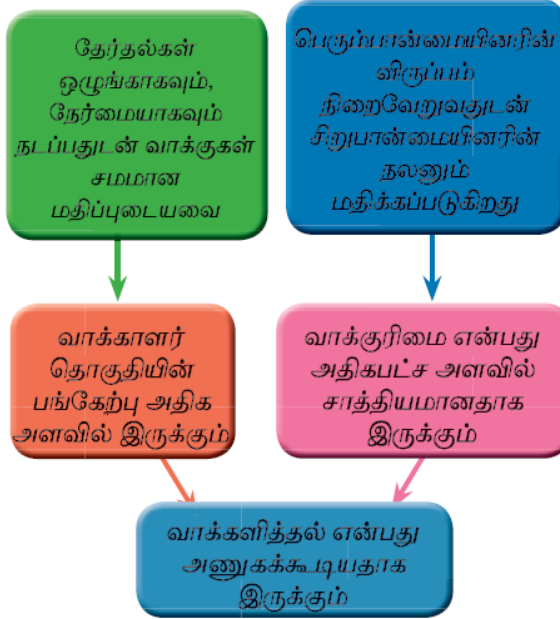 தேர்தல்கள்
ஒழுங்காகவும்,
நேர்மையாகவும்
நடப்பதுடன் வாக்குகள்
சமமான
மதிப்புடையவை
பெரும்பான்மையினரின்
விருப்பம்
நிறைவேறுவதுடன்
சிறுபான்மையினரின்
நலனும்
மதிக்கப்படுகிறது
வாக்காளர்
தொகுதியின்
பங்கேற்பு அதிக
அளவில் இருக்கும்
வாக்குரிமை என்பது
அதிகபட்ச அளவில்
சாத்தியமானதாக
இருக்கும்
வாக்களித்தல் என்பது
அணுகக்கூடியதாக
இருக்கும்